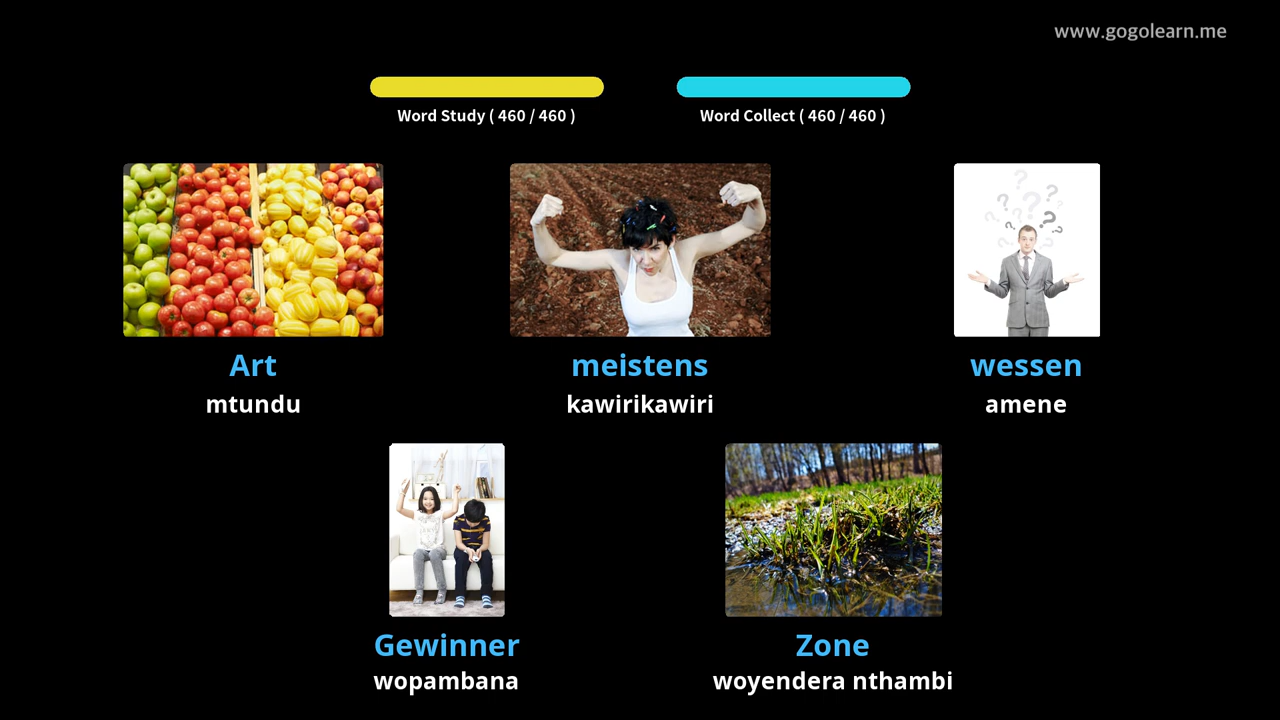 www.gogolearn.me
Word Study ( 460 / 460 )
Word Collect ( 460 / 460 )
Art
mtundu
meistens
kawirikawiri
wessen
amene
Gewinner
wopambana
Zone
woyendera nthambi